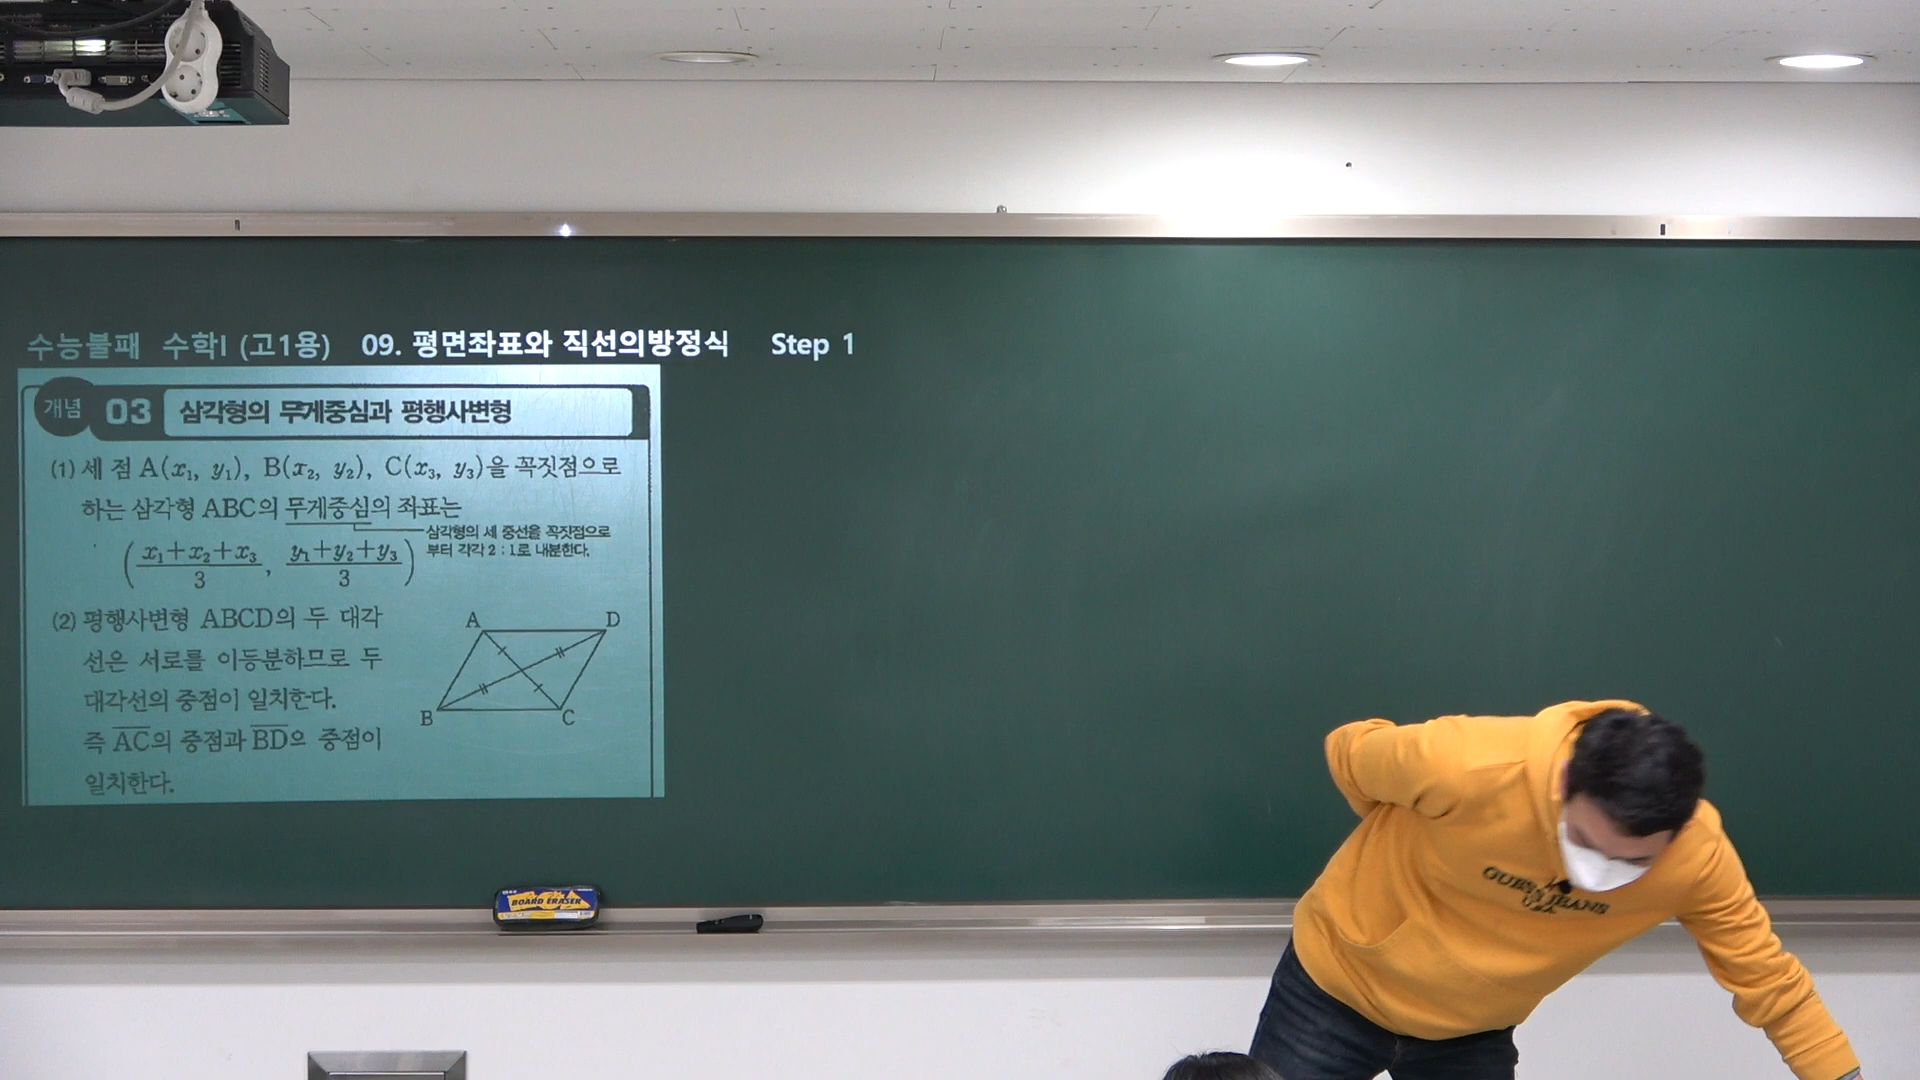 수능불패 수학Ⅰ (고1용) 09. 평면좌표와 직선의방정식 Step 1
개념 03 삼각형의 무게중심과 평행사변형
(1) 세 점 A(x₁, y₁), B(x₂, y₂), C(x₃, y₃)을 꼭짓점으로
하는 삼각형 ABC의 무게중심의 좌표는
삼각형의 세 중선을 꼭짓점으로
부터 각각 2 : 1로 내분한다.
((x₁+x₂+x₃)/3, (y₁+y₂+y₃)/3)
(2) 평행사변형 ABCD의 두 대각
선은 서로를 이등분하므로 두
대각선의 중점이 일치한다.
즉 A̅C̅의 중점과 B̅D̅으 중점이
일치한다.
A D
B C
BOARD ERASER
GUESS JEANS
U.S.A.